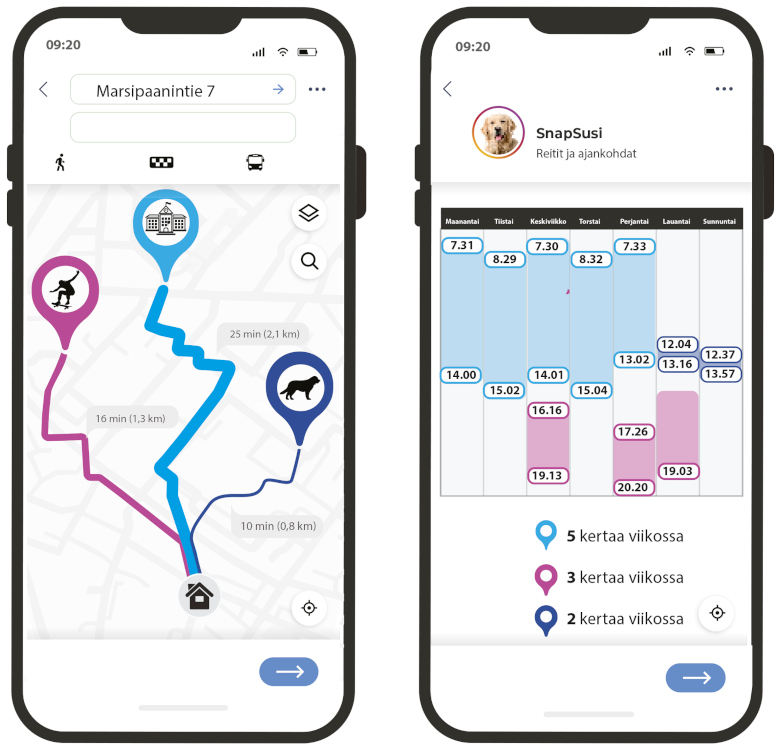 09:20
Marsipaanintie 7
25 min (2,1 km)
16 min (1,3 km)
10 min (0,8 km)
09:20
SnapSusi
Reitit ja ajankohdat
Maanantai Tiistai Keskiviikko Torstai Perjantai Lauantai Sunnuntai
7.31 7.30 7.33
8.29 8.32
12.04
13.02 13.16 12.37
14.00 14.01 13.57
15.02 15.04
16.16
17.26
19.13 19.03
20.20
5 kertaa viikossa
3 kertaa viikossa
2 kertaa viikossa